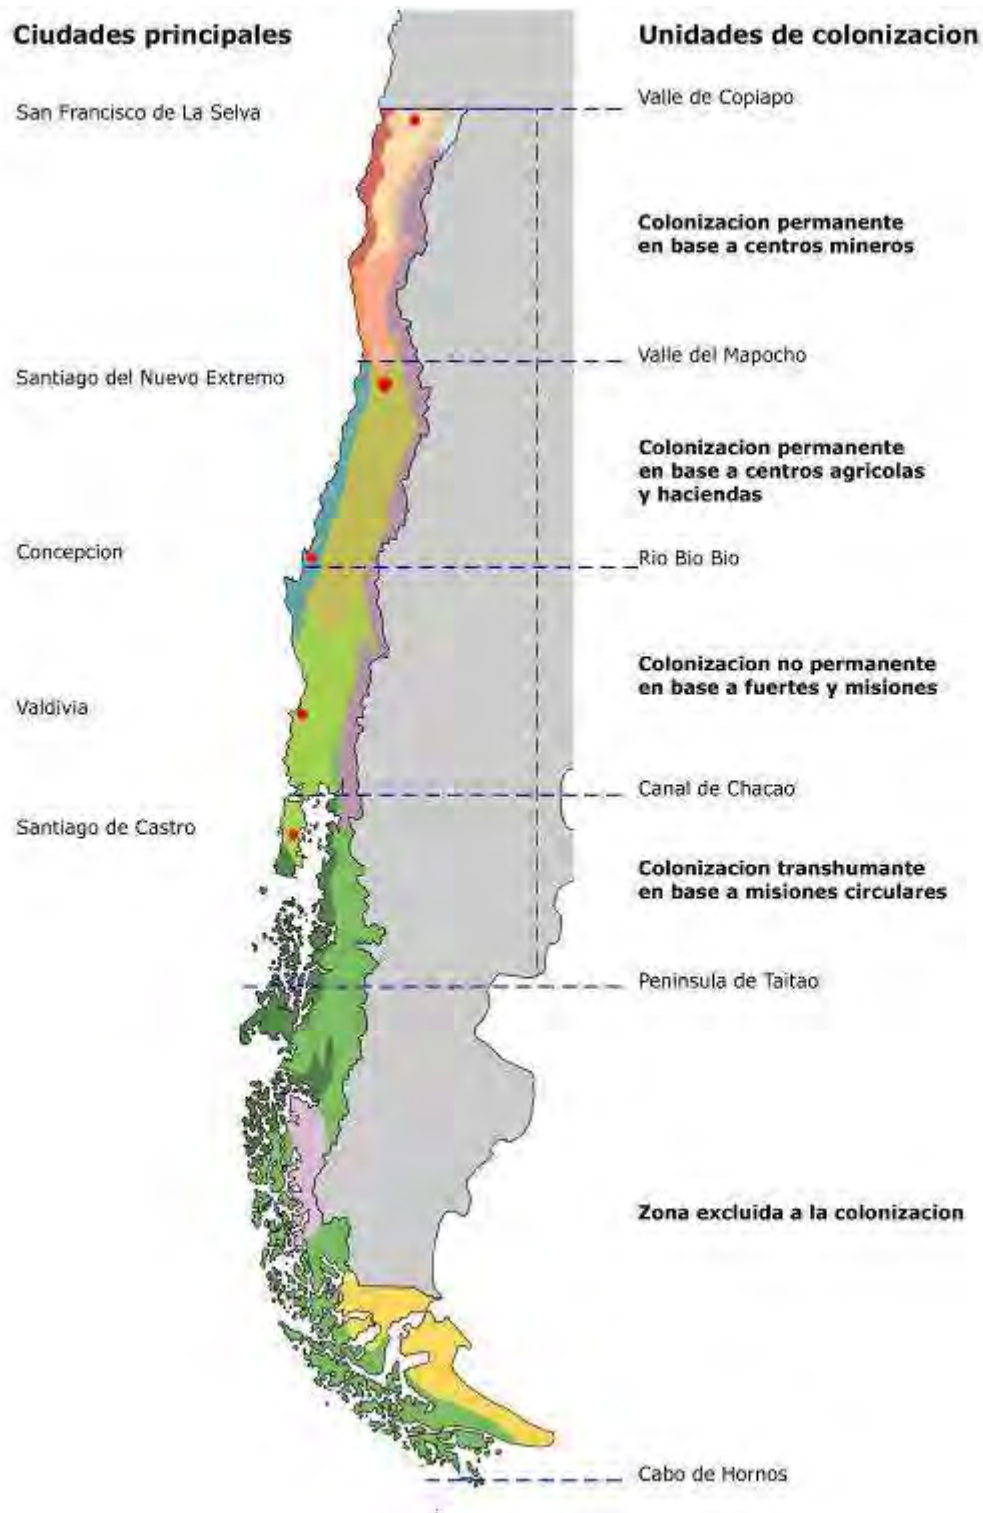 Ciudades principales
Unidades de colonizacion
San Francisco de La Selva
Valle de Copiapo
Colonizacion permanente
en base a centros mineros
Valle del Mapocho
Santiago del Nuevo Extremo
Colonizacion permanente
en base a centros agricolas
y haciendas
Concepcion
Rio Bio Bio
Colonizacion no permanente
en base a fuertes y misiones
Valdivia
Canal de Chacao
Santiago de Castro
Colonizacion transhumante
en base a misiones circulares
Peninsula de Taitao
Zona excluida a la colonizacion
Cabo de Hornos